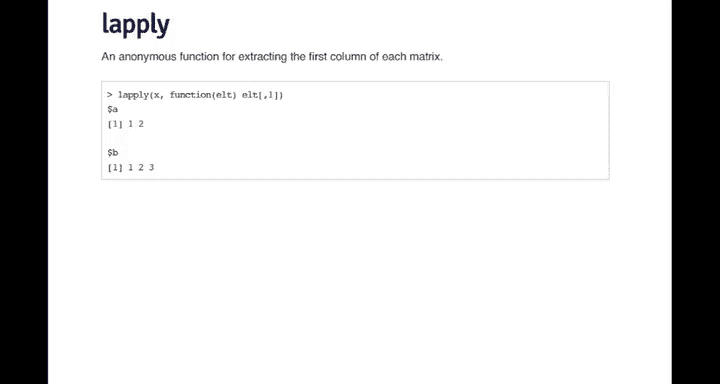 lapply
An anonymous function for extracting the first column of each matrix.
> lapply(x, function(elt) elt[,1])
$a
[1] 1 2
$b
[1] 1 2 3